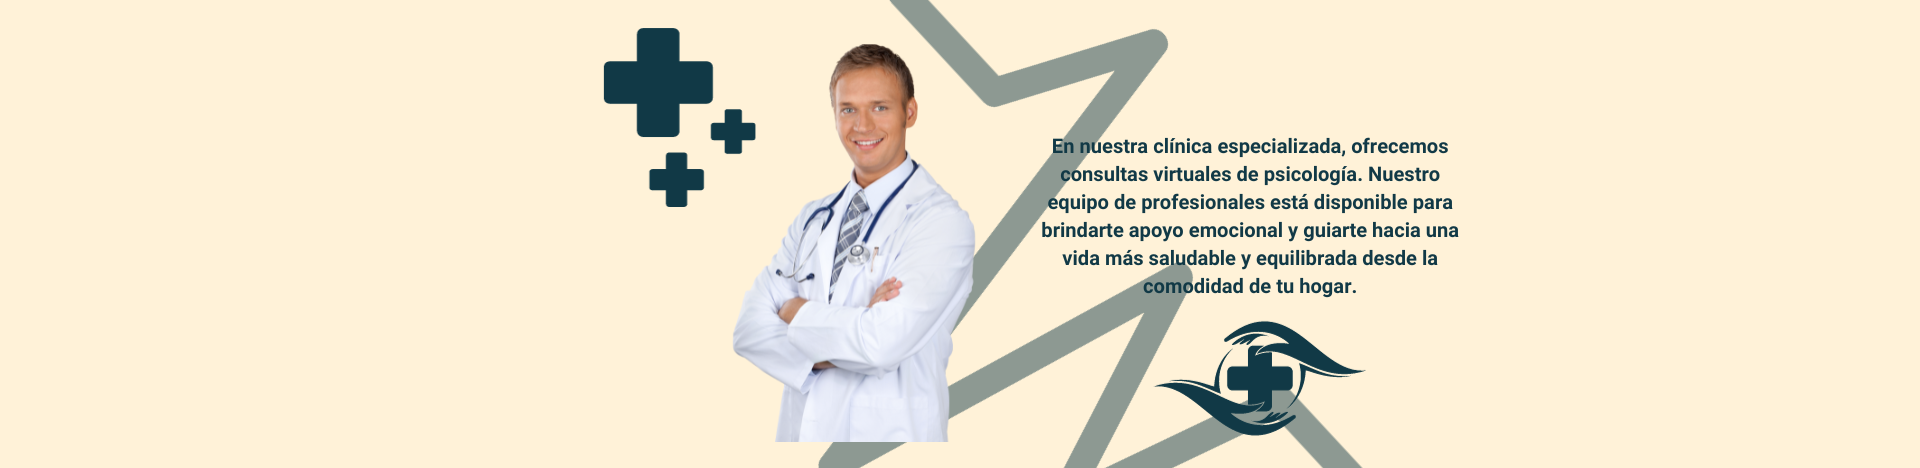 En nuestra clínica especializada, ofrecemos
consultas virtuales de psicología. Nuestro
equipo de profesionales está disponible para
brindarte apoyo emocional y guiarte hacia una
vida más saludable y equilibrada desde la
comodidad de tu hogar.